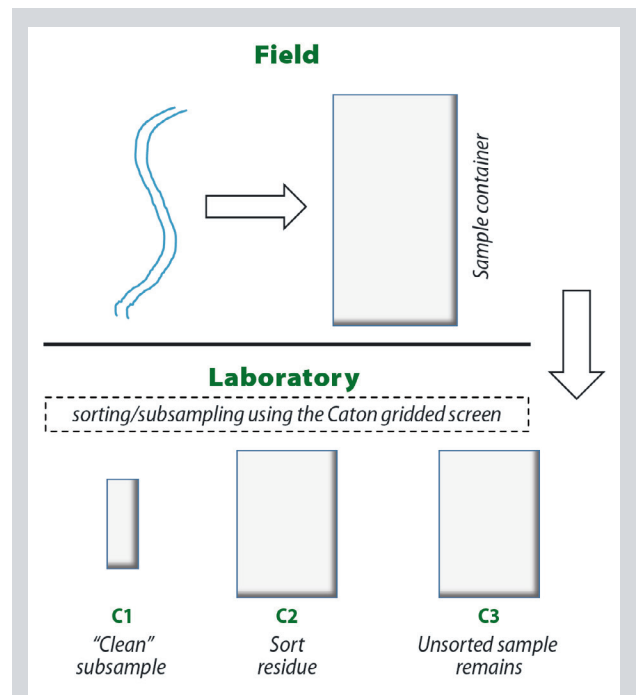 Field
Sample container
Laboratory
sorting/subsampling using the Caton gridded screen
C1
"Clean"
subsample
C2
Sort
residue
C3
Unsorted sample
remains